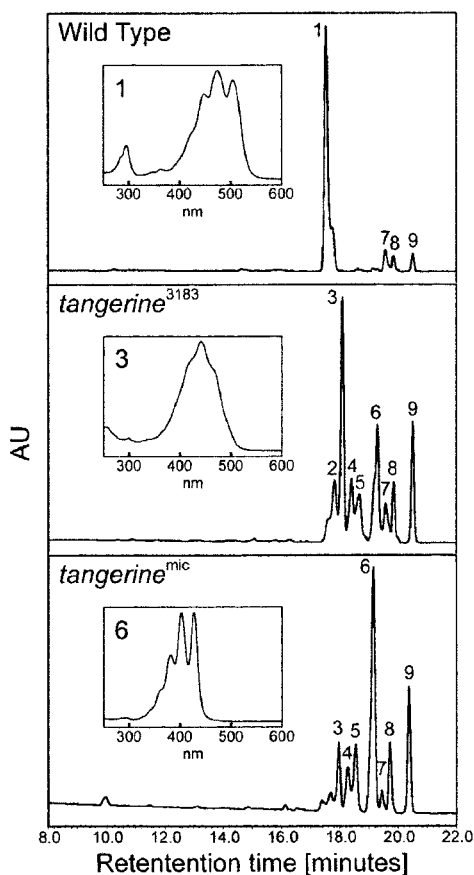 Wild Type
1
1
300 400 500 600
nm
7 8 9
tangerine3183
3
3
300 400 500 600
nm
2 4 5 6 7 8 9
AU
tangerinemic
6
6
300 400 500 600
nm
3 4 5 7 8 9
8.0 10.0 12.0 14.0 16.0 18.0 20.0 22.0
Retentention time [minutes]